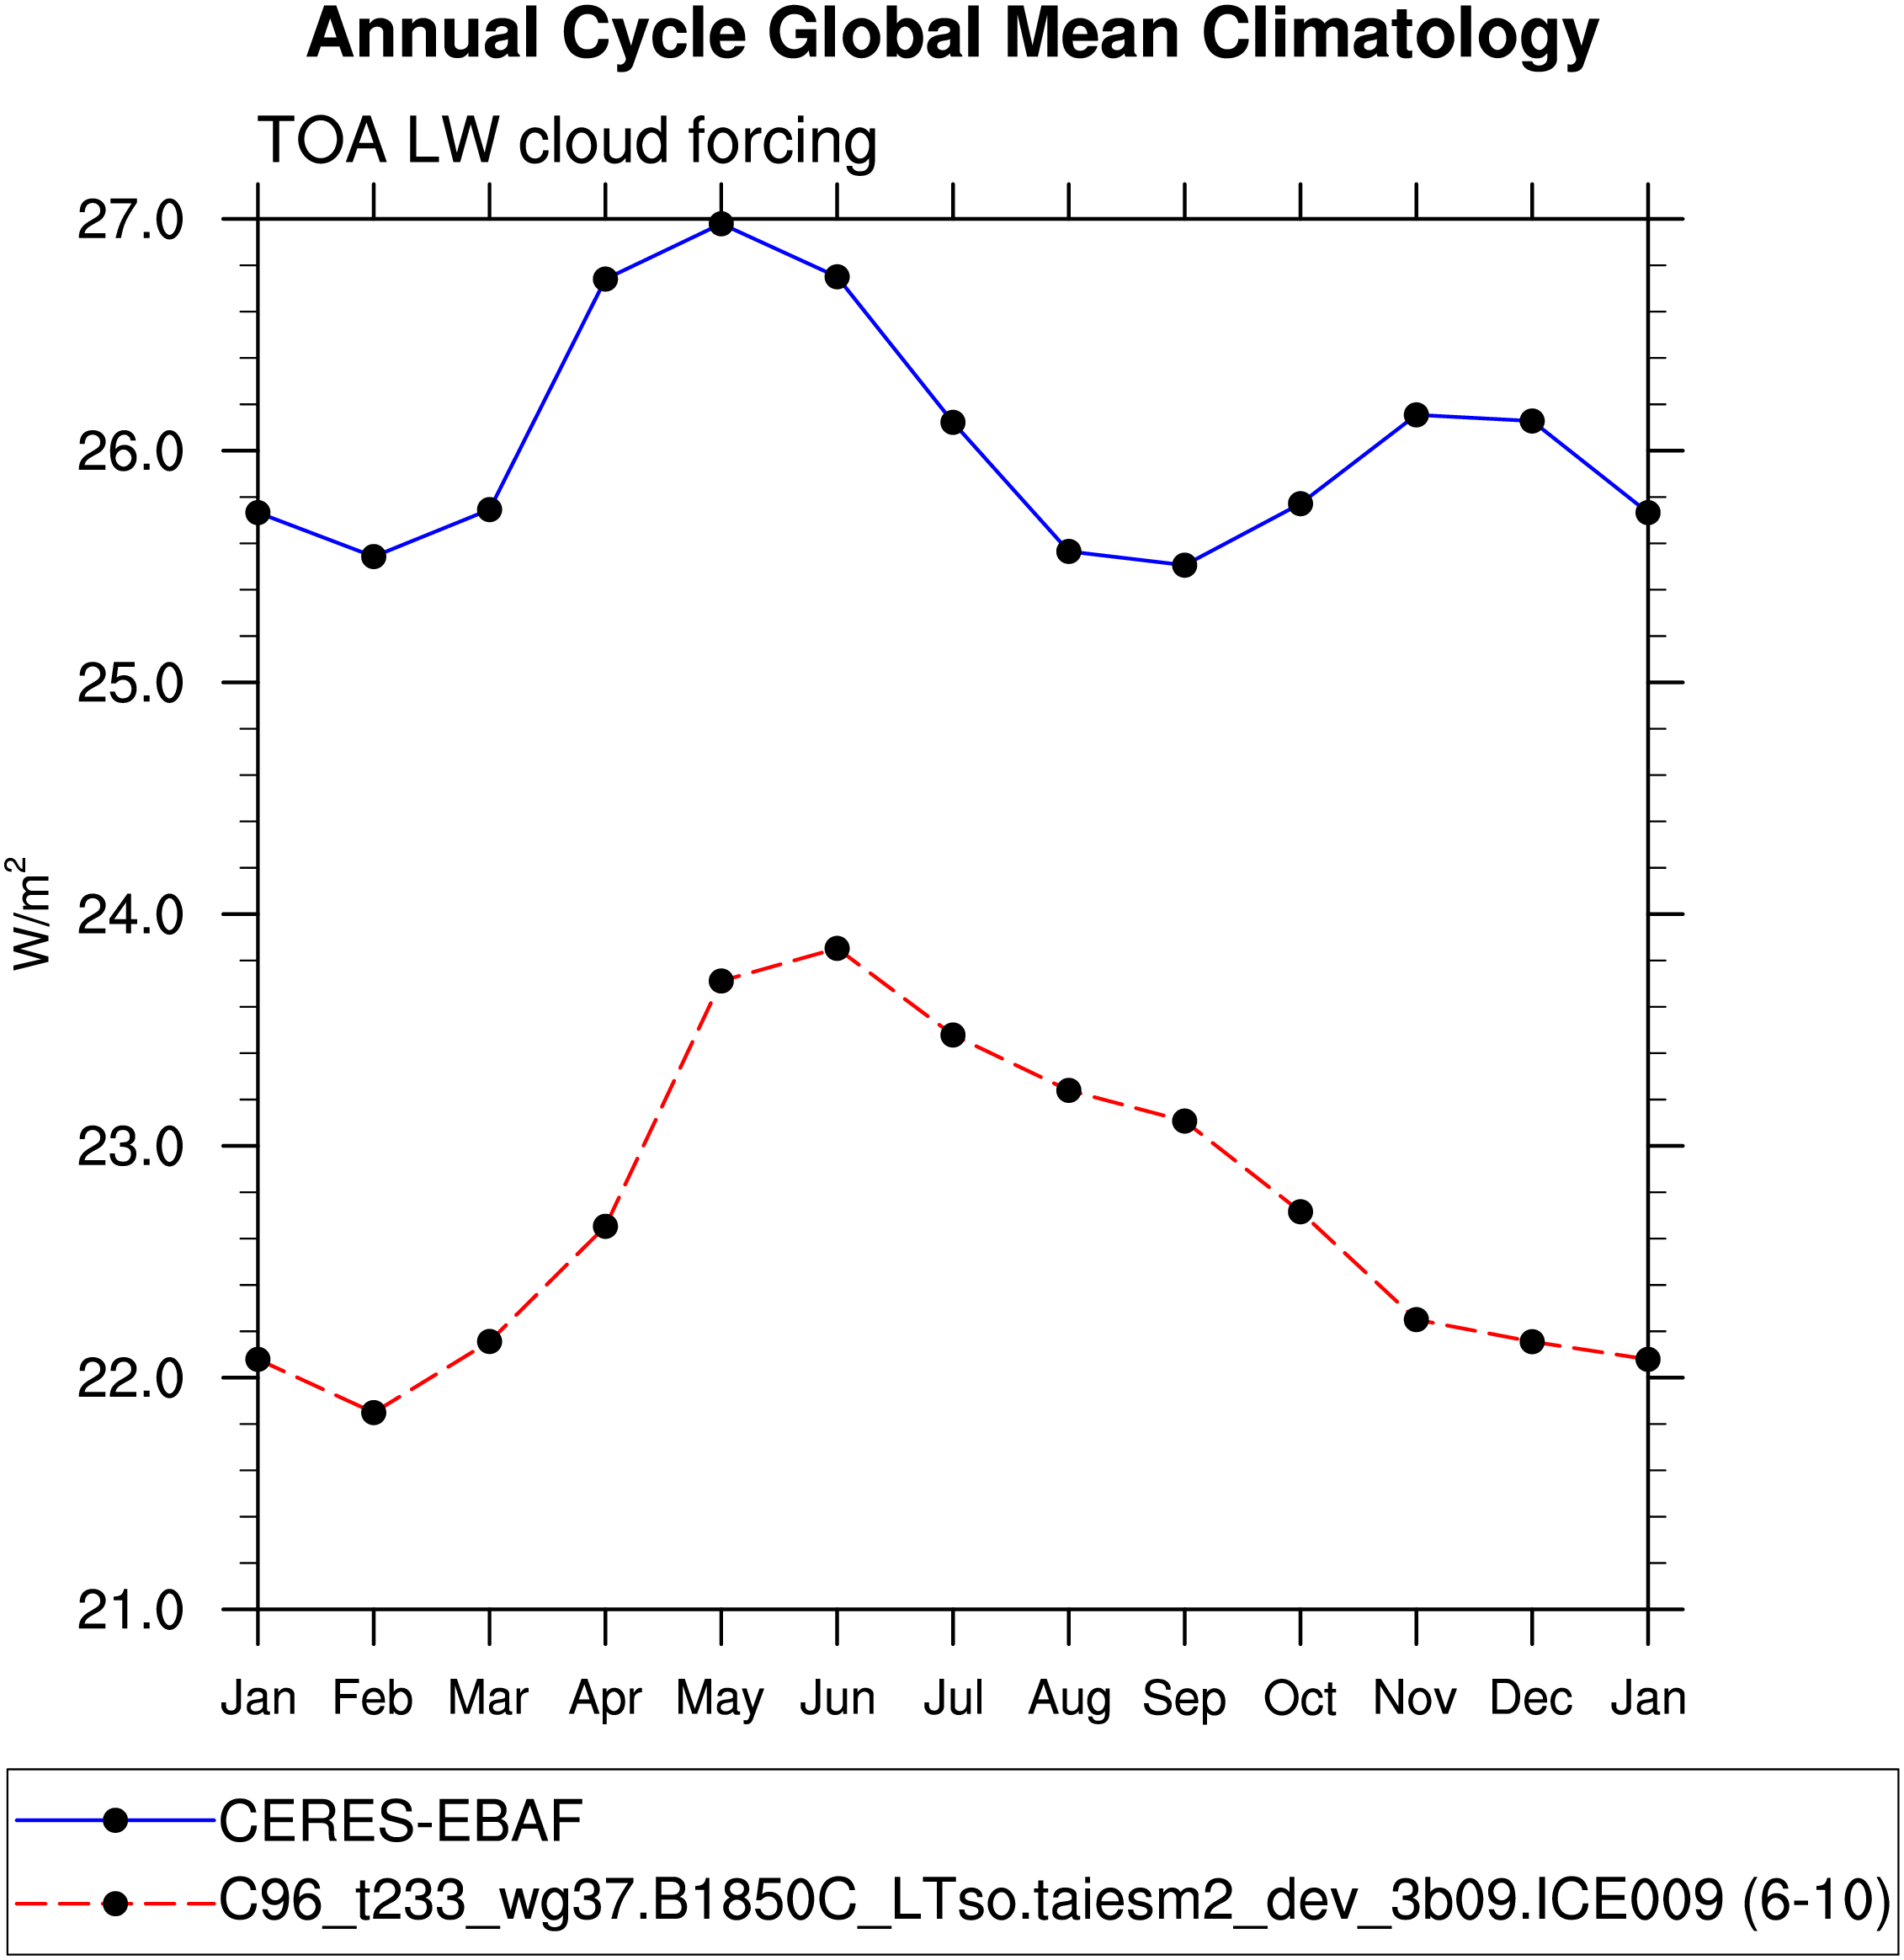 Annual Cycle Global Mean Climatology
TOA LW cloud forcing
27.0
26.0
25.0
24.0
23.0
22.0
21.0
W/m²
Jan Feb Mar Apr May Jun Jul Aug Sep Oct Nov Dec Jan
CERES-EBAF
C96_t233_wg37.B1850C_LTso.taiesm2_dev_3b09.ICE009 (6-10)